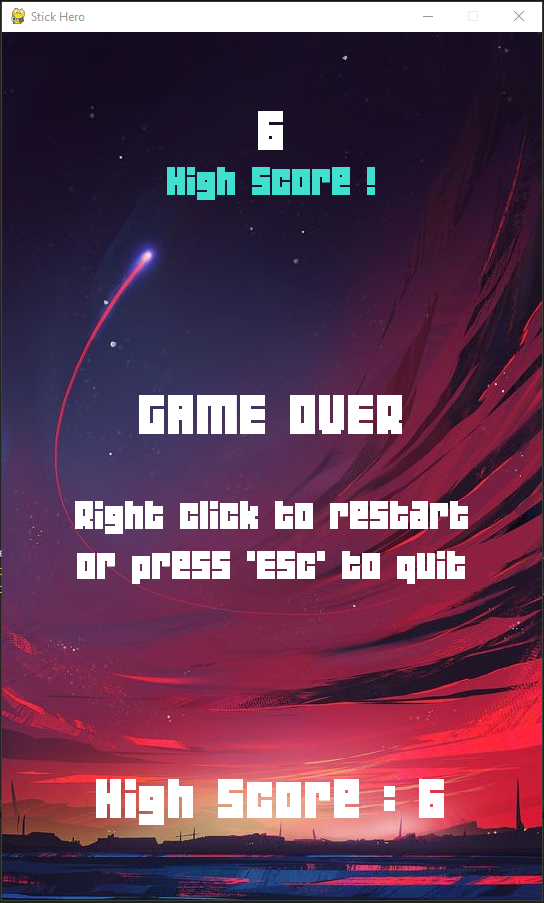 Stick Hero
6
High Score !
GAME OVER
Right click to restart
or press 'ESC' to quit
High Score : 6